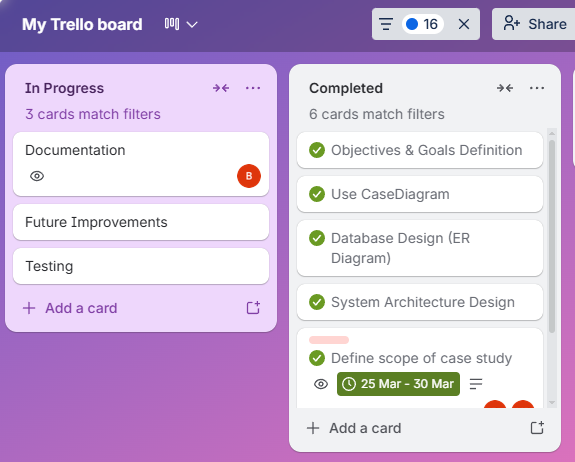 My Trello board
16
Share
In Progress
3 cards match filters
Documentation
B
Future Improvements
Testing
Add a card
Completed
6 cards match filters
Objectives & Goals Definition
Use CaseDiagram
Database Design (ER
Diagram)
System Architecture Design
Define scope of case study
25 Mar - 30 Mar
Add a card